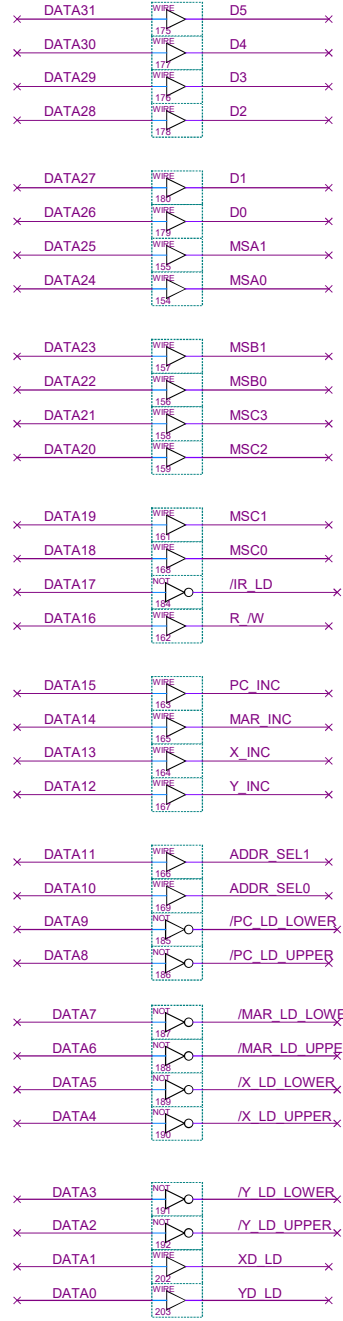 DATA31 WIRE 175 D5
DATA30 WIRE 177 D4
DATA29 WIRE 176 D3
DATA28 WIRE 178 D2
DATA27 WIRE 180 D1
DATA26 WIRE 179 D0
DATA25 WIRE 155 MSA1
DATA24 WIRE 154 MSA0
DATA23 WIRE 157 MSB1
DATA22 WIRE 156 MSB0
DATA21 WIRE 158 MSC3
DATA20 WIRE 159 MSC2
DATA19 WIRE 161 MSC1
DATA18 WIRE 168 MSC0
DATA17 NOT 184 /IR_LD
DATA16 WIRE 162 R_/W
DATA15 WIRE 163 PC_INC
DATA14 WIRE 165 MAR_INC
DATA13 WIRE 164 X_INC
DATA12 WIRE 167 Y_INC
DATA11 WIRE 166 ADDR_SEL1
DATA10 WIRE 169 ADDR_SEL0
DATA9 NOT 185 /PC_LD_LOWER
DATA8 NOT 186 /PC_LD_UPPER
DATA7 NOT 187 /MAR_LD_LOWE
DATA6 NOT 188 /MAR_LD_UPPE
DATA5 NOT 189 /X_LD_LOWER
DATA4 NOT 190 /X_LD_UPPER
DATA3 NOT 191 /Y_LD_LOWER
DATA2 NOT 192 /Y_LD_UPPER
DATA1 WIRE 202 XD_LD
DATA0 WIRE 203 YD_LD